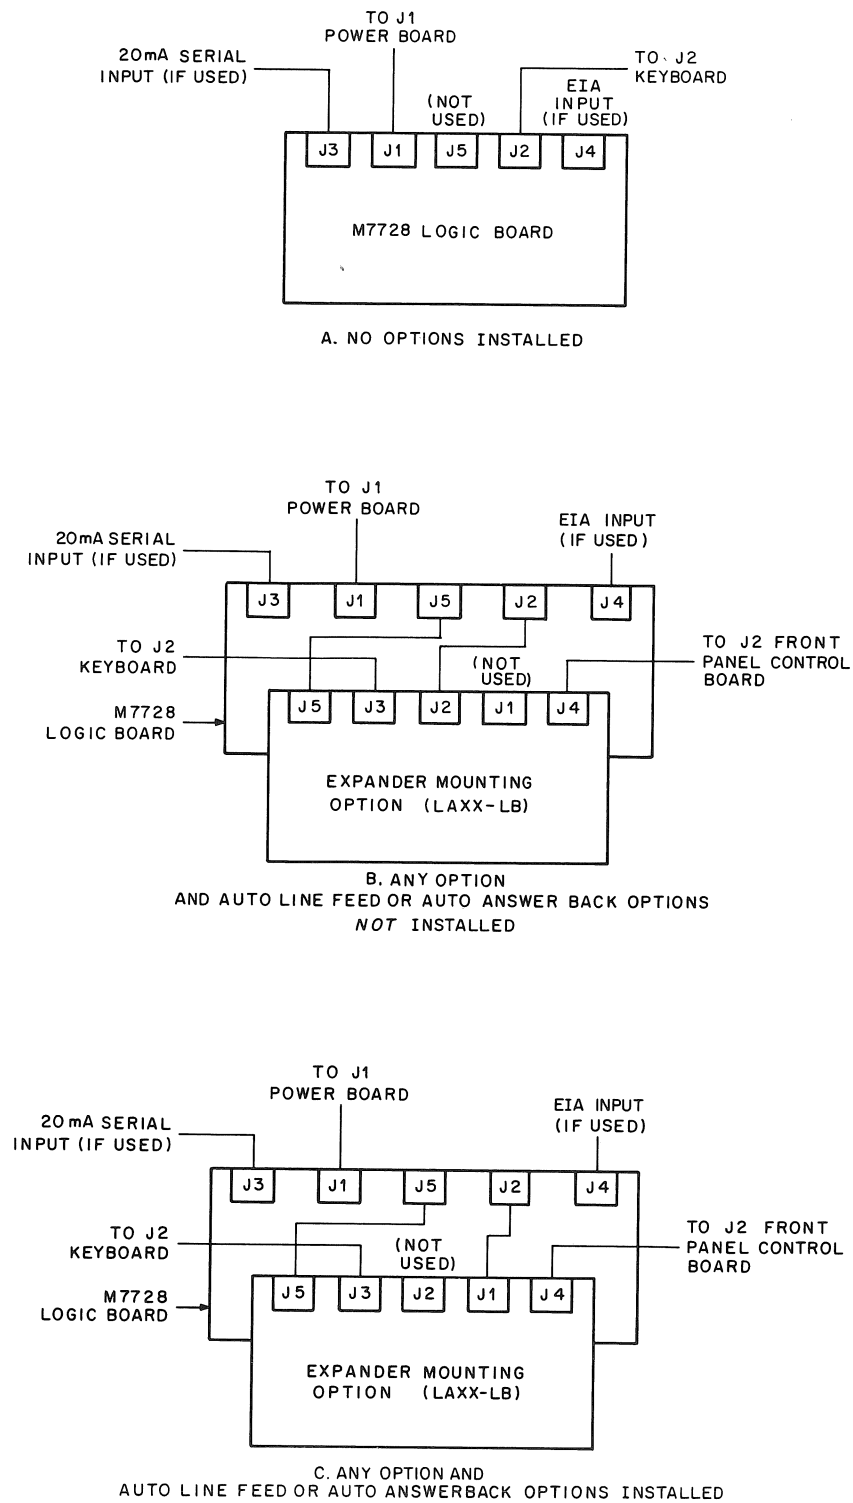 TO J1
POWER BOARD
20mA SERIAL
INPUT (IF USED)
TO J2
KEYBOARD
(NOT
USED)
EIA
INPUT
(IF USED)
J3 J1 J5 J2 J4
M7728 LOGIC BOARD
A. NO OPTIONS INSTALLED
TO J1
POWER BOARD
20mA SERIAL
INPUT (IF USED)
EIA INPUT
(IF USED)
J3 J1 J5 J2 J4
TO J2
KEYBOARD
(NOT
USED)
TO J2 FRONT
PANEL CONTROL
BOARD
M7728
LOGIC BOARD
J5 J3 J2 J1 J4
EXPANDER MOUNTING
OPTION (LAXX-LB)
B. ANY OPTION
AND AUTO LINE FEED OR AUTO ANSWER BACK OPTIONS
NOT INSTALLED
TO J1
POWER BOARD
20mA SERIAL
INPUT (IF USED)
EIA INPUT
(IF USED)
J3 J1 J5 J2 J4
TO J2
KEYBOARD
(NOT
USED)
TO J2 FRONT
PANEL CONTROL
BOARD
M7728
LOGIC BOARD
J5 J3 J2 J1 J4
EXPANDER MOUNTING
OPTION (LAXX-LB)
C. ANY OPTION AND
AUTO LINE FEED OR AUTO ANSWERBACK OPTIONS INSTALLED